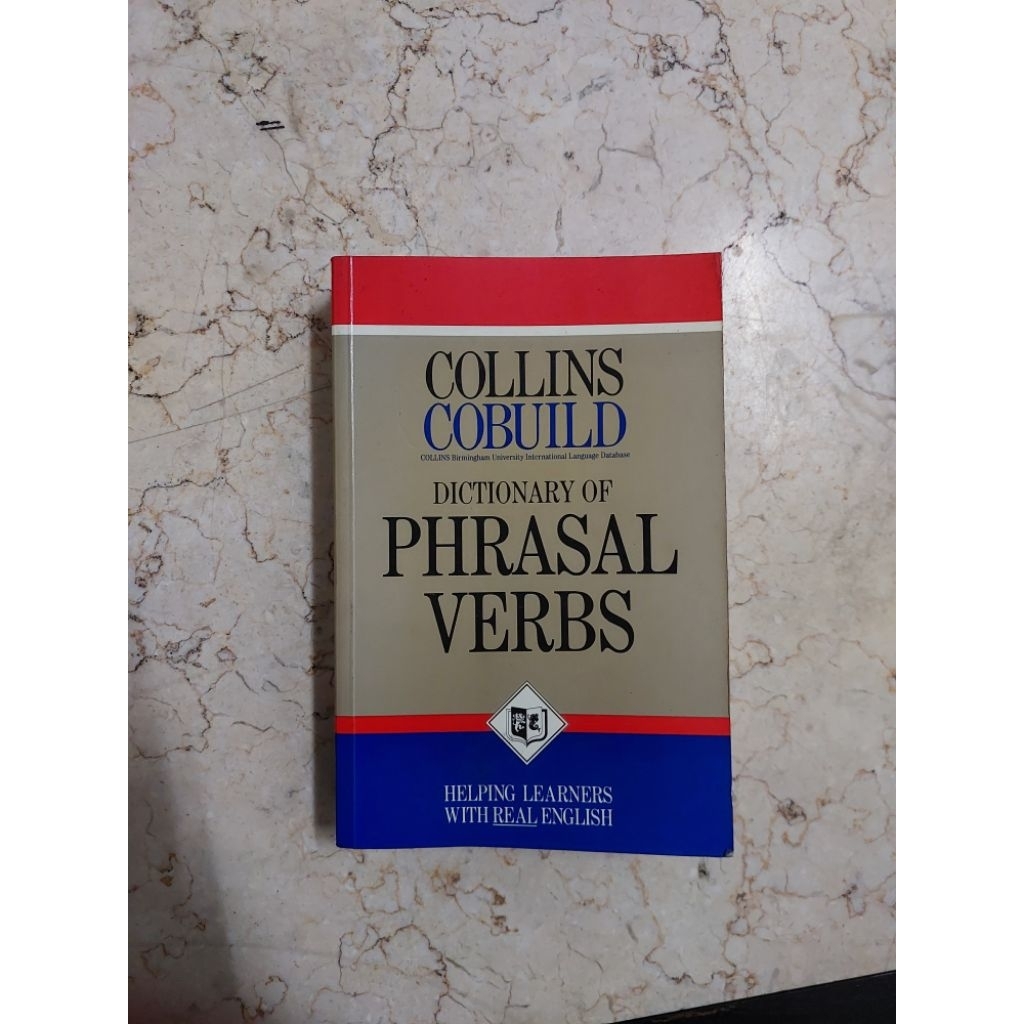 COLLINS
COBUILD
COLLINS Birmingham University International Language Database
DICTIONARY OF
PHRASAL
VERBS
HELPING LEARNERS
WITH REAL ENGLISH